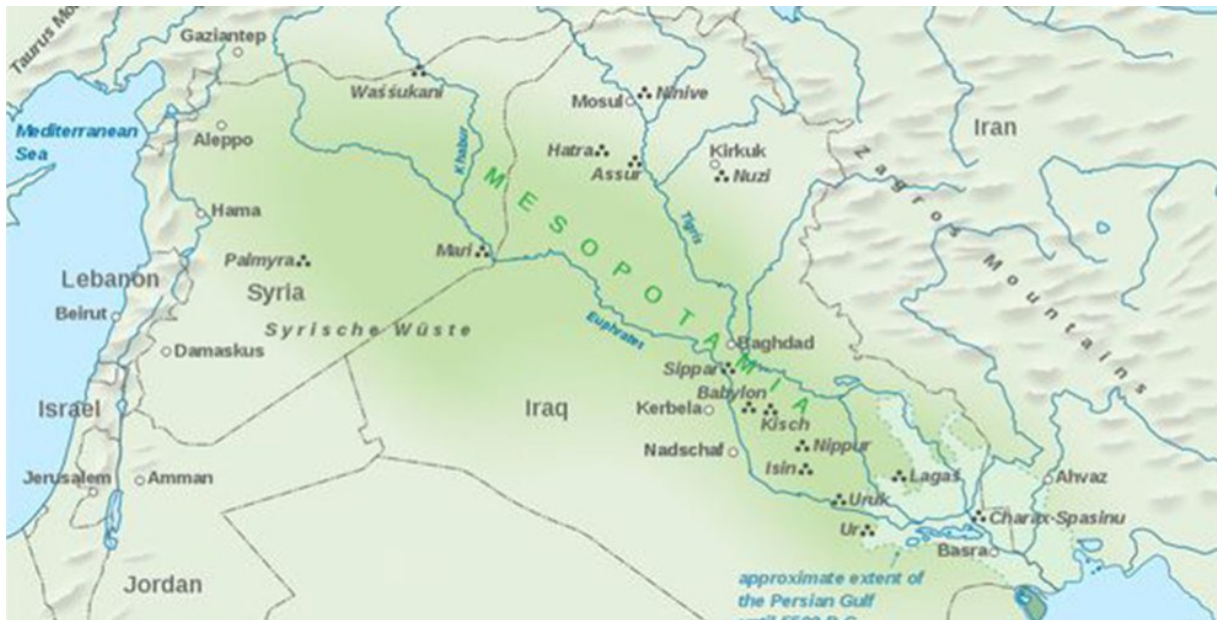 Taurus
Gaziantep
Waššukani
Mosul
Ninive
Mediterranean
Sea
Aleppo
Khabur
Hatra
Assur
Kirkuk
Nuzi
Iran
Zagros Mountains
MESOPOTAMIA
Hama
Tigris
Palmyra
Mari
Lebanon
Syria
Beirut
Syrische Wüste
Euphrates
Damaskus
Baghdad
Sippar
Babylon
Israel
Iraq
Kerbela
Kisch
Nadschal
Nippur
Isin
Lagaš
Ahvaz
Jerusalem
Amman
Uruk
Charax-Spasinu
Ur
Basra
Jordan
approximate extent of
the Persian Gulf